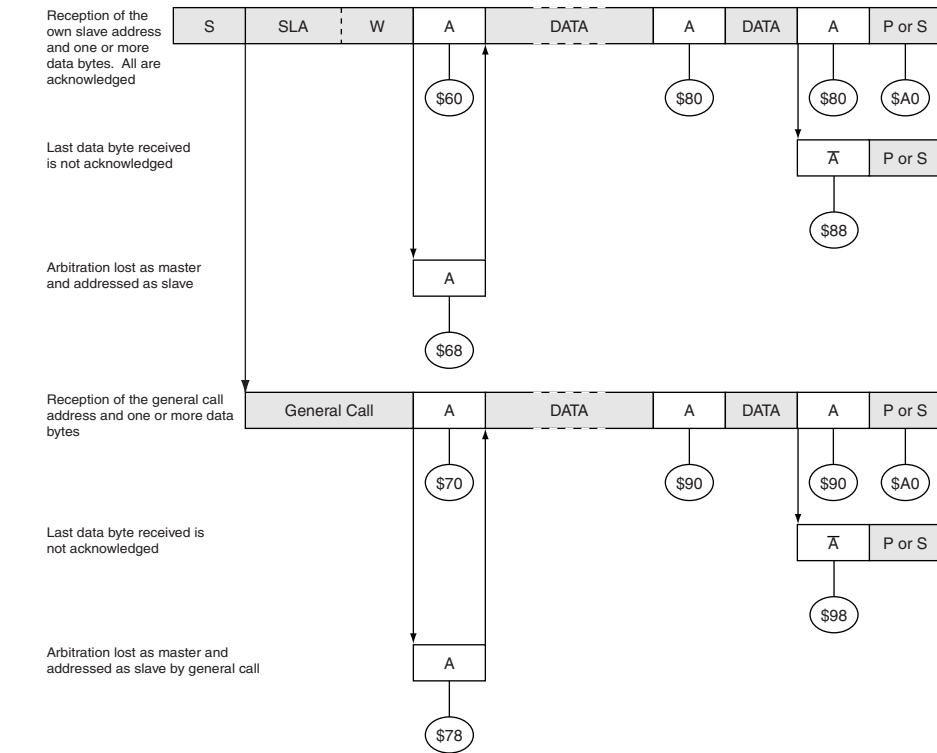 Reception of the
own slave address
and one or more
data bytes.  All are
acknowledged
S SLA W A DATA A DATA A P or S
$60 $80 $80 $A0
Last data byte received
is not acknowledged
A̅ P or S
$88
Arbitration lost as master
and addressed as slave
A
$68
Reception of the general call
address and one or more data
bytes
General Call A DATA A DATA A P or S
$70 $90 $90 $A0
Last data byte received is
not acknowledged
A̅ P or S
$98
Arbitration lost as master and
addressed as slave by general call
A
$78